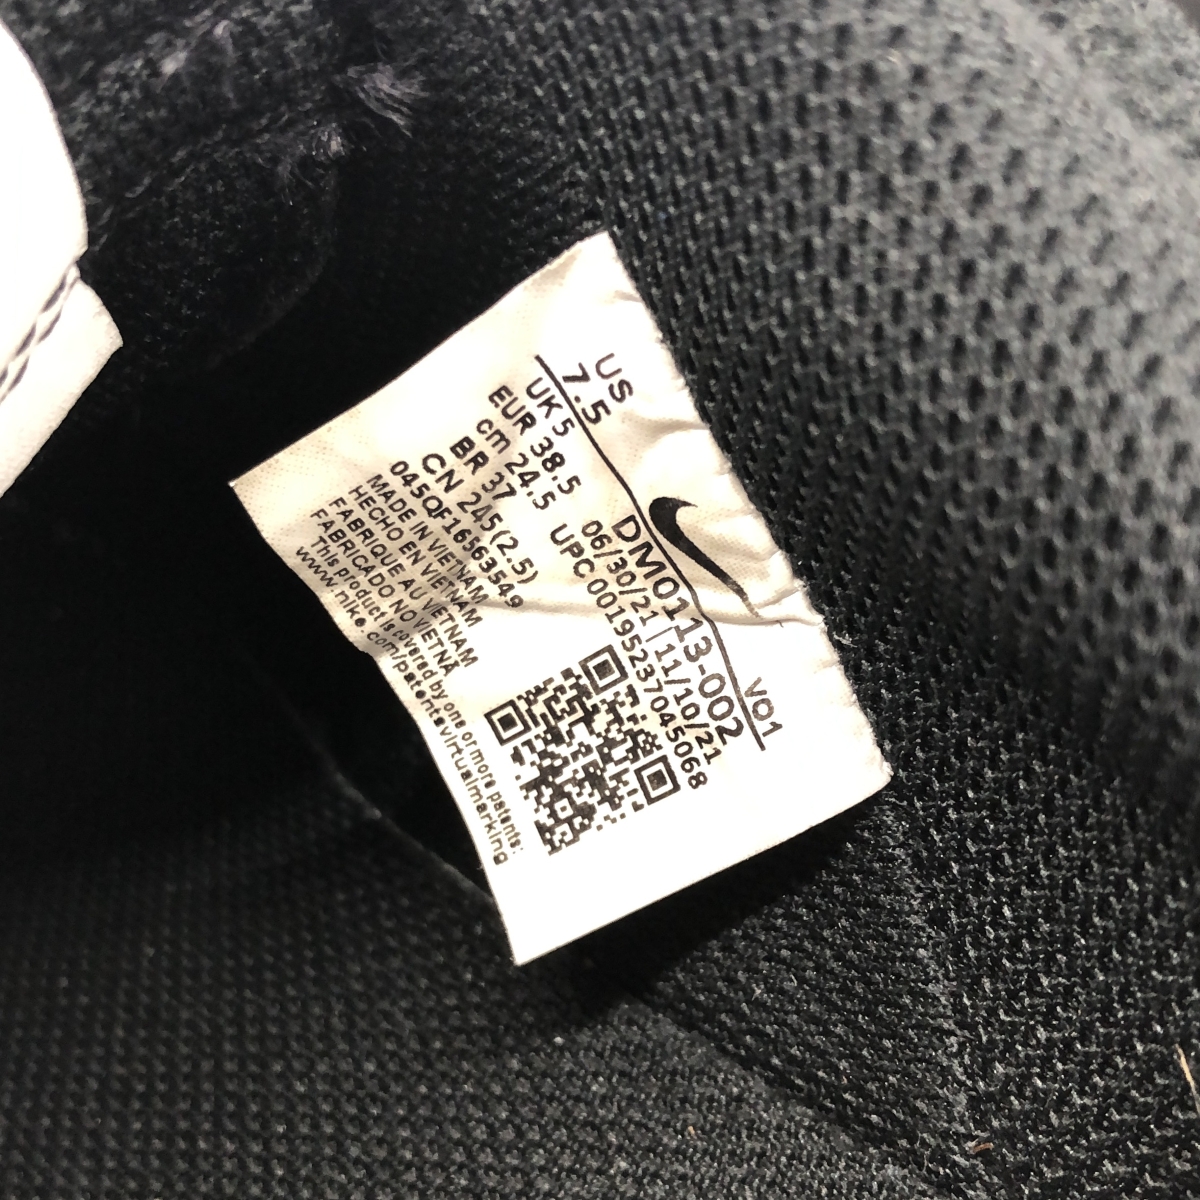 US
7.5
UK 5
EUR 38.5
cm 24.5
BR 37
CN 245(2.5)
045QF16563549
MADE IN VIETNAM
HECHO EN VIETNAM
FABRIQUE AU VIETNAM
FABRICADO NO VIETNÃ
This product is covered by one or more patents:
www.nike.com/patentsvirtualmarking
VO1
DM0113-002
06/30/21 | 11/10/21
UPC 00195237045068